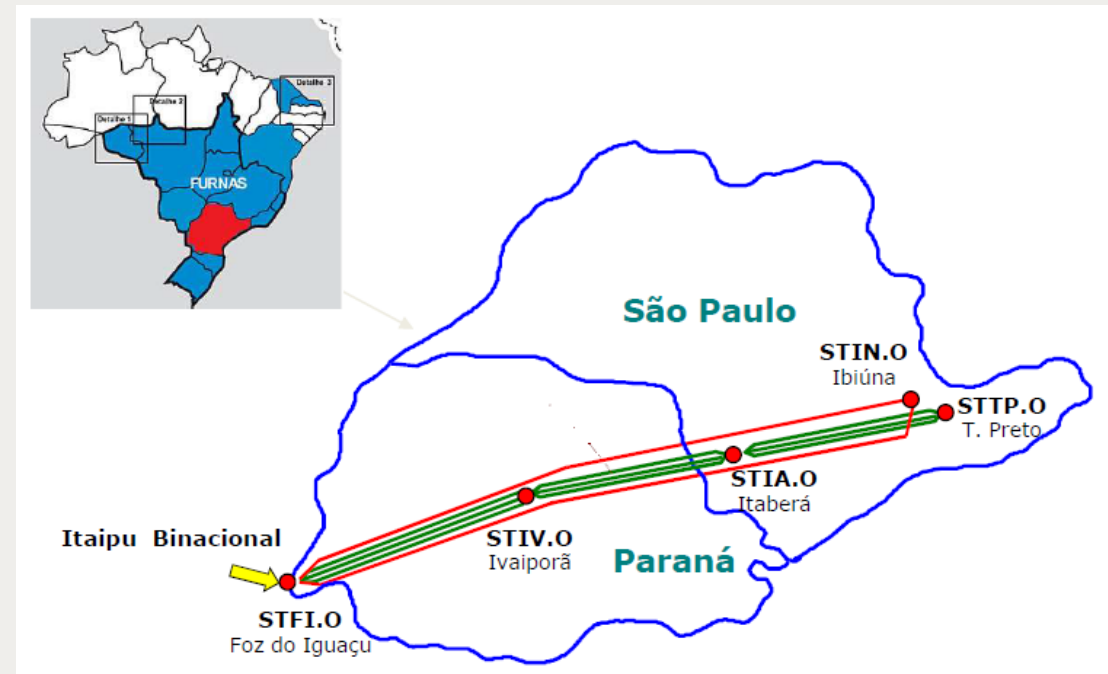 Detalhe 3
Detalhe 2
Detalhe 1
FURNAS
São Paulo
STIN.O
Ibiúna
STTP.O
T. Preto
STIA.O
Itaberá
STIV.O
Ivaiporã
Paraná
Itaipu Binacional
STFI.O
Foz do Iguaçu